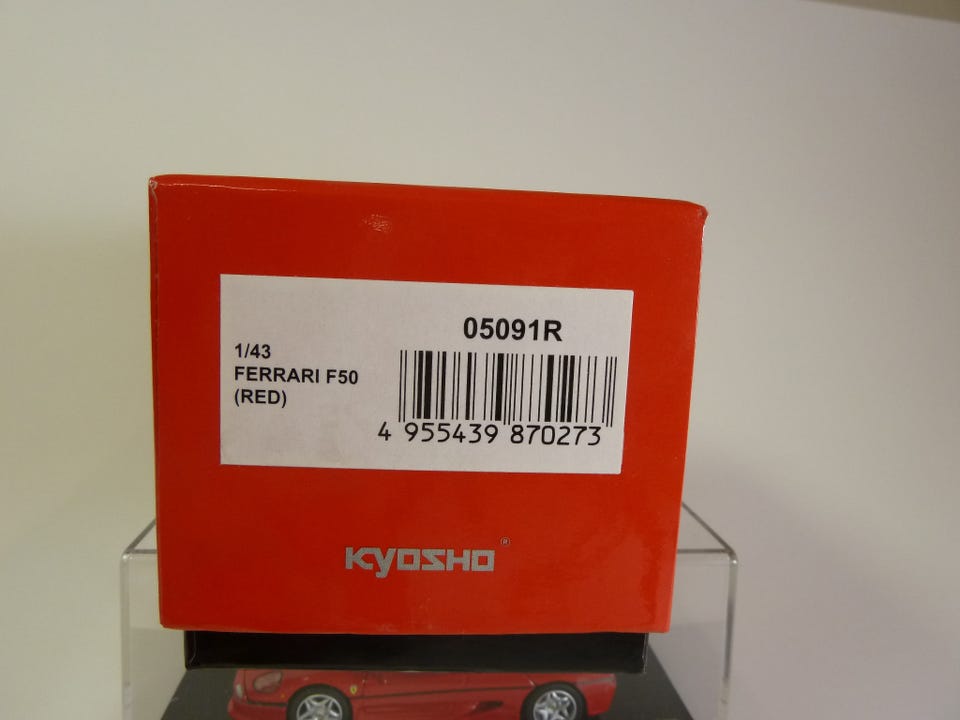 05091R
1/43
FERRARI F50
(RED)
4 955439 870273
KYOSHO®